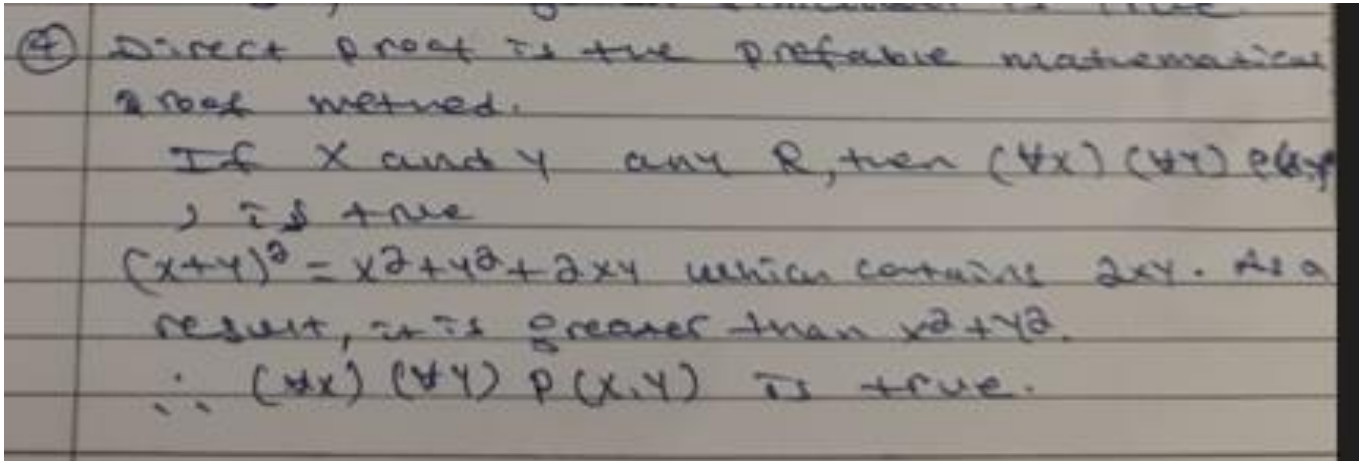 ④ Direct proof is the prefable mathematical
proof method.
If X and Y any R, then (∀x) (∀Y) P(x,y)
, is true
(x+y)² = x²+y²+2xy which contains 2xy. As a
result, it is greater than x²+y².
∴ (∀x) (∀Y) P(X,Y) is true.